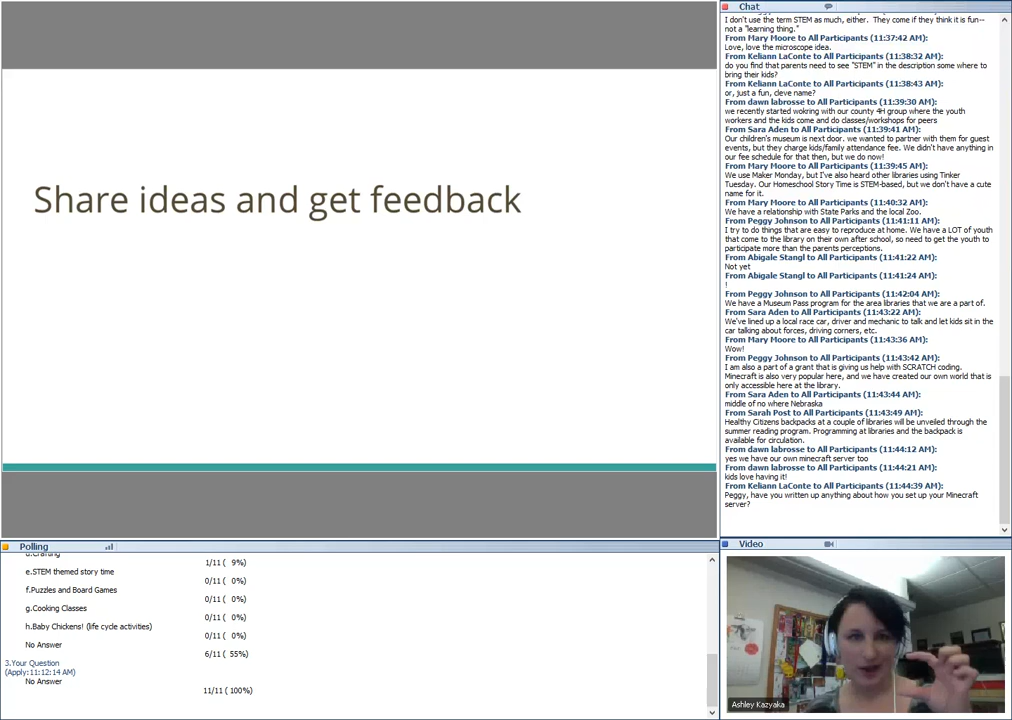 Share ideas and get feedback
Chat
I don't use the term STEM as much, either. They come if they think it is fun--
not a "learning thing."
From Mary Moore to All Participants (11:37:42 AM):
Love, love the microscope idea.
From Keliann LaConte to All Participants (11:38:32 AM):
do you find that parents need to see "STEM" in the description some where to
bring their kids?
From Keliann LaConte to All Participants (11:38:43 AM):
or, just a fun, cleve name?
From dawn labrosse to All Participants (11:39:30 AM):
we recently started wokring with our county 4H group where the youth
workers and the kids come and do classes/workshops for peers
From Sara Aden to All Participants (11:39:41 AM):
Our children's museum is next door. we wanted to partner with them for guest
events, but they charge kids/family attendance fee. We didn't have anything in
our fee schedule for that then, but we do now!
From Mary Moore to All Participants (11:39:45 AM):
We use Maker Monday, but I've also heard other libraries using Tinker
Tuesday. Our Homeschool Story Time is STEM-based, but we don't have a cute
name for it.
From Mary Moore to All Participants (11:40:32 AM):
We have a relationship with State Parks and the local Zoo.
From Peggy Johnson to All Participants (11:41:11 AM):
I try to do things that are easy to reproduce at home. We have a LOT of youth
that come to the library on their own after school, so need to get the youth to
participate more than the parents perceptions.
From Abigale Stangl to All Participants (11:41:22 AM):
Not yet
From Abigale Stangl to All Participants (11:41:24 AM):
!
From Peggy Johnson to All Participants (11:42:04 AM):
We have a Museum Pass program for the area libraries that we are a part of.
From Sara Aden to All Participants (11:43:22 AM):
We've lined up a local race car, driver and mechanic to talk and let kids sit in the
car talking about forces, driving corners, etc.
From Mary Moore to All Participants (11:43:36 AM):
Wow!
From Peggy Johnson to All Participants (11:43:42 AM):
I am also a part of a grant that is giving us help with SCRATCH coding.
Minecraft is also very popular here, and we have created our own world that is
only accessible here at the library.
From Sara Aden to All Participants (11:43:44 AM):
middle of no where Nebraska
From Sarah Post to All Participants (11:43:49 AM):
Healthy Citizens backpacks at a couple of libraries will be unveiled through the
summer reading program. Programming at libraries and the backpack is
available for circulation.
From dawn labrosse to All Participants (11:44:12 AM):
yes we have our own minecraft server too
From dawn labrosse to All Participants (11:44:21 AM):
kids love having it!
From Keliann LaConte to All Participants (11:44:39 AM):
Peggy, have you written up anything about how you set up your Minecraft
server?
Polling
d.Crafting
1/11 ( 9%)
e.STEM themed story time
0/11 ( 0%)
f.Puzzles and Board Games
0/11 ( 0%)
g.Cooking Classes
0/11 ( 0%)
h.Baby Chickens! (life cycle activities)
0/11 ( 0%)
No Answer
6/11 ( 55%)
3.Your Question
(Apply:11:12:14 AM)
No Answer
11/11 ( 100%)
Video
Ashley Kazyaka